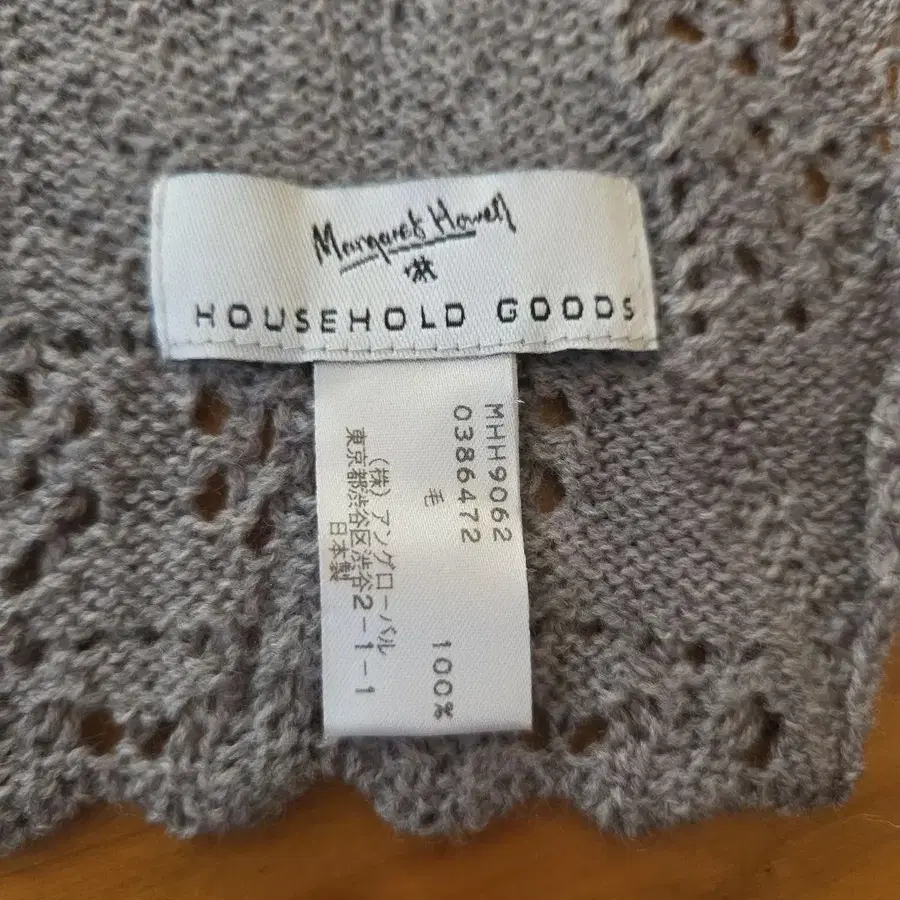 Margaret Howell
HOUSEHOLD GOODS
MHH9062
0386472
毛 100%
(株)アングローバル
東京都渋谷区渋谷2-1-1
日本製